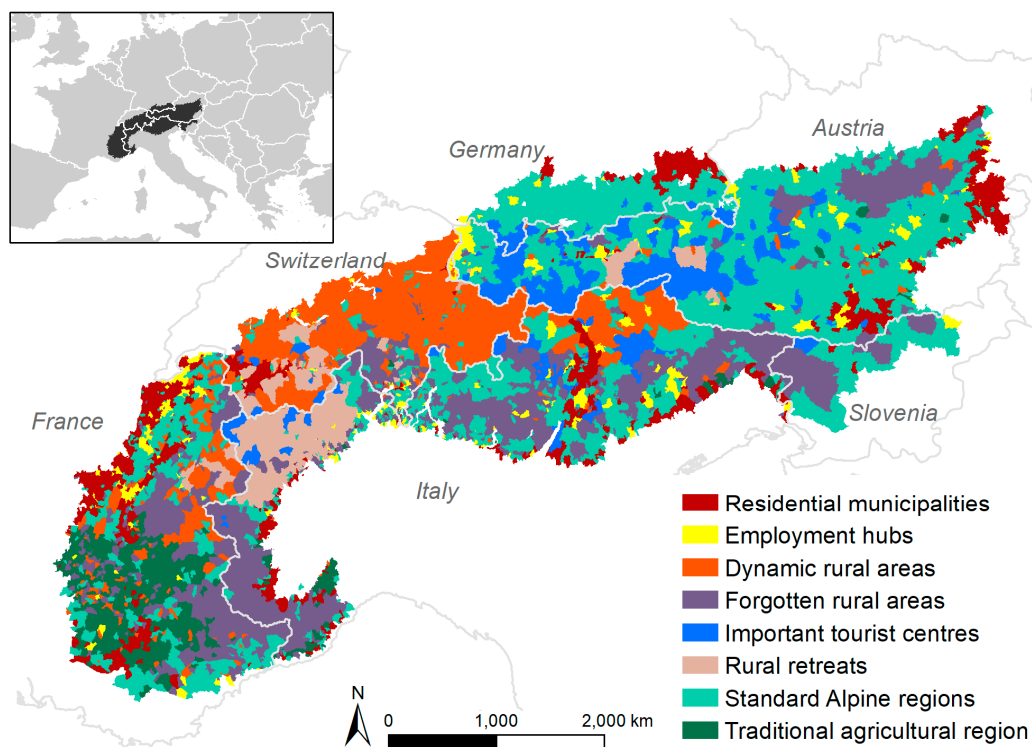 Germany
Austria
Switzerland
France
Slovenia
Italy
Residential municipalities
Employment hubs
Dynamic rural areas
Forgotten rural areas
Important tourist centres
Rural retreats
Standard Alpine regions
Traditional agricultural region
N
0 1,000 2,000 km